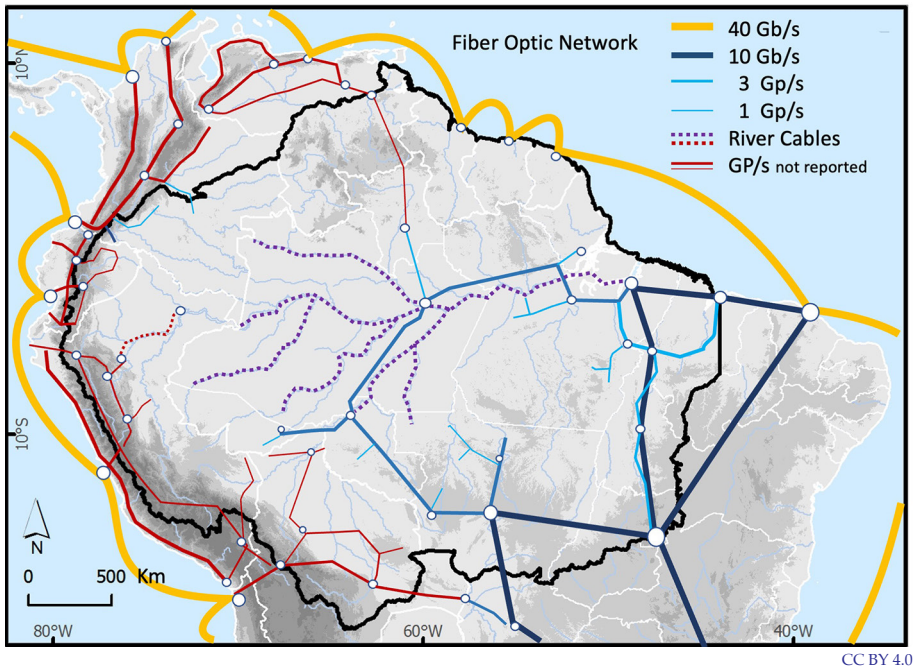 Fiber Optic Network
40 Gb/s
10 Gb/s
3 Gp/s
1 Gp/s
River Cables
GP/s not reported
10°N
10°S
N
0 500 Km
80°W 60°W 40°W
CC BY 4.0